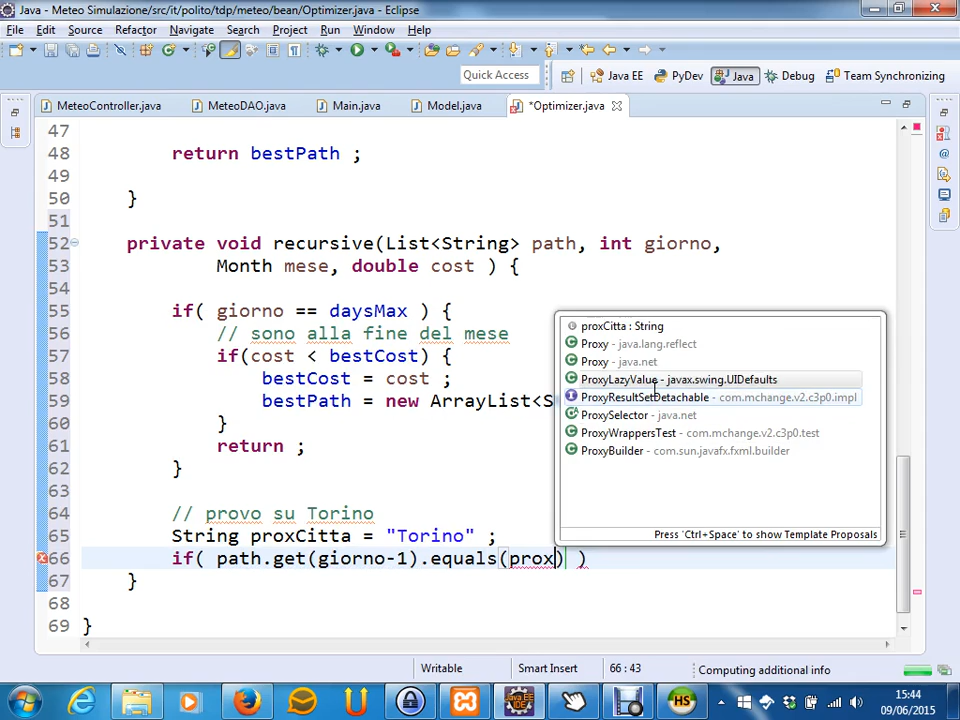 Java - Meteo Simulazione/src/it/polito/tdp/meteo/bean/Optimizer.java - Eclipse
File Edit Source Refactor Navigate Search Project Run Window Help
Quick Access Java EE PyDev Java Debug Team Synchronizing
MeteoController.java MeteoDAO.java Main.java Model.java *Optimizer.java
47
48 return bestPath ;
49
50 }
51
52 private void recursive(List<String> path, int giorno,
53 Month mese, double cost ) {
54
55 if( giorno == daysMax ) {
56 // sono alla fine del mese
57 if(cost < bestCost) {
58 bestCost = cost ;
59 bestPath = new ArrayList<S
60 }
61 return ;
62 }
63
64 // provo su Torino
65 String proxCitta = "Torino" ;
66 if( path.get(giorno-1).equals(prox) )
67 }
68
69 }
proxCitta : String
Proxy - java.lang.reflect
Proxy - java.net
ProxyLazyValue - javax.swing.UIDefaults
ProxyResultSetDetachable - com.mchange.v2.c3p0.impl
ProxySelector - java.net
ProxyWrappersTest - com.mchange.v2.c3p0.test
ProxyBuilder - com.sun.javafx.fxml.builder
Press 'Ctrl+Space' to show Template Proposals
Writable Smart Insert 66 : 43 Computing additional info
15:44
09/06/2015